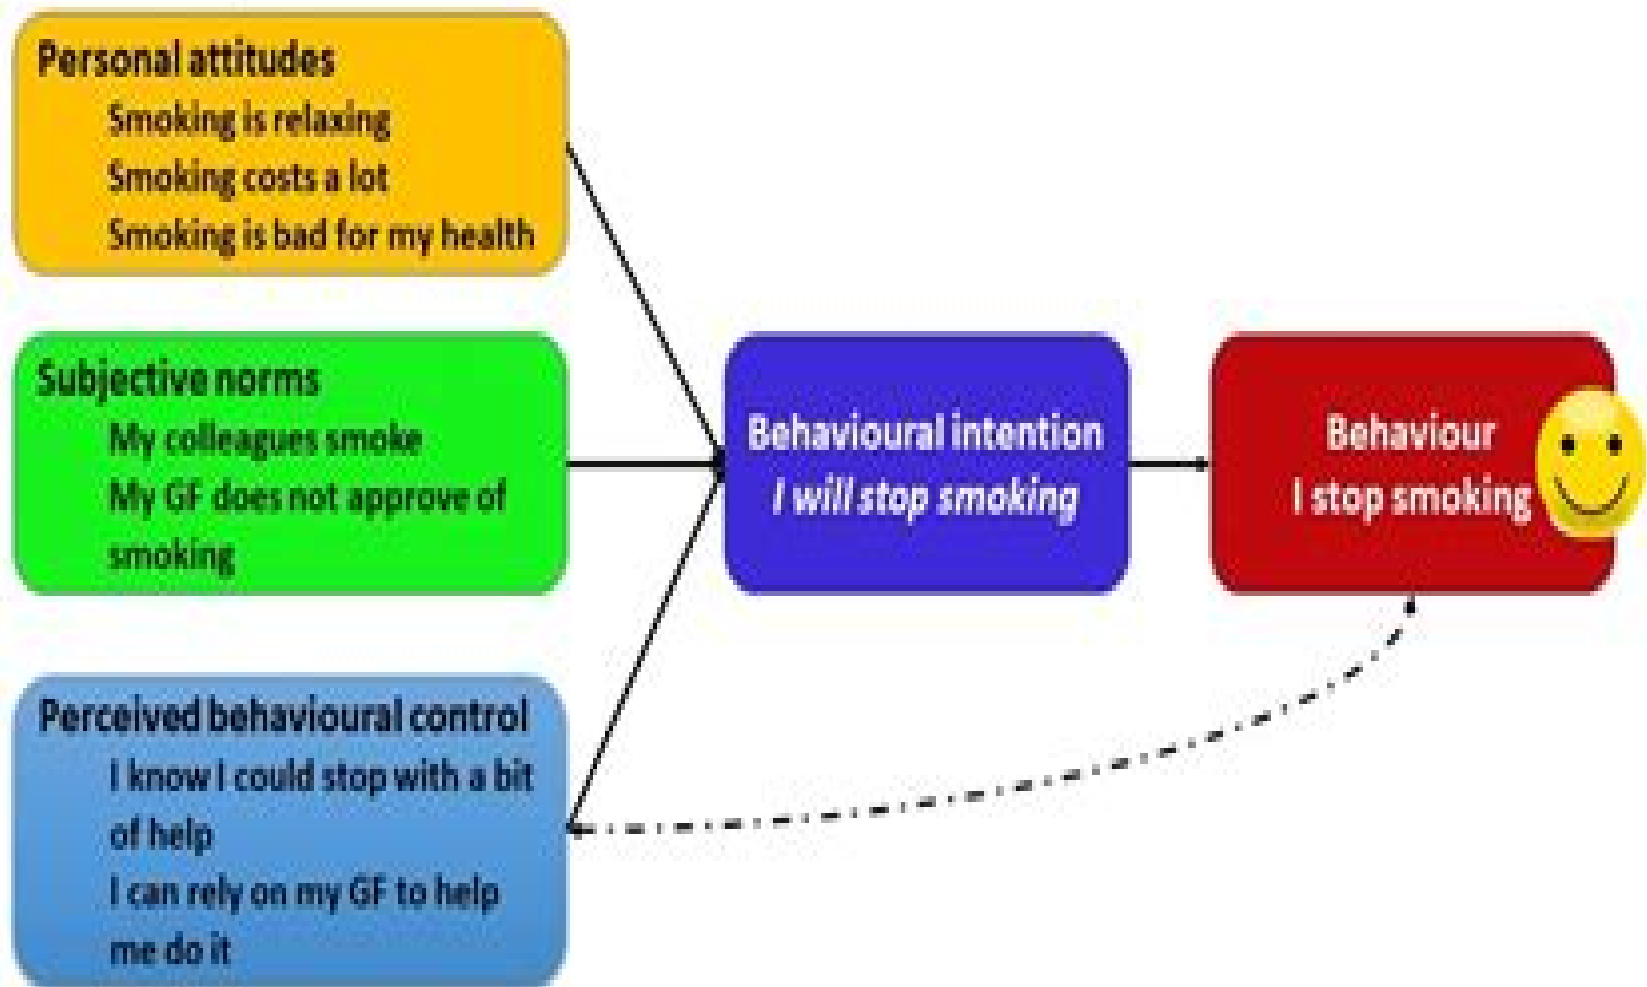 Personal attitudes
Smoking is relaxing
Smoking costs a lot
Smoking is bad for my health
Subjective norms
My colleagues smoke
My GF does not approve of
smoking
Perceived behavioural control
I know I could stop with a bit
of help
I can rely on my GF to help
me do it
Behavioural intention
I will stop smoking
Behaviour
I stop smoking